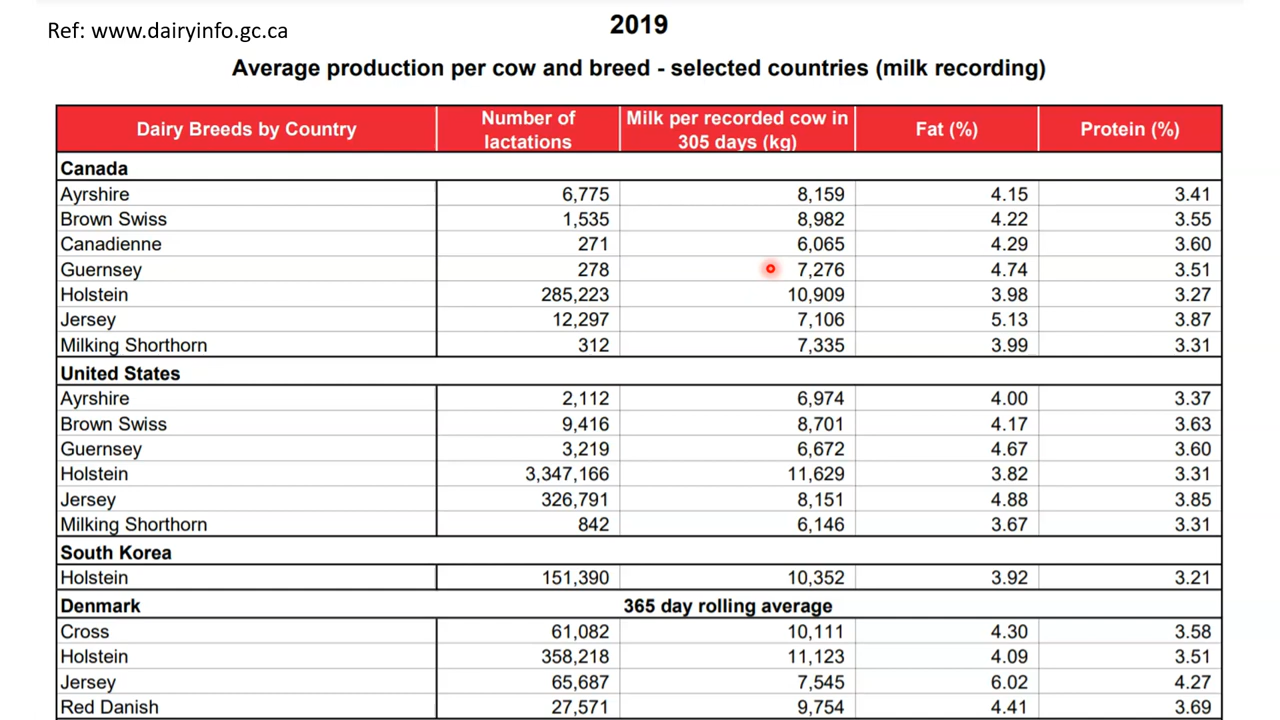 Ref: www.dairyinfo.gc.ca
2019
Average production per cow and breed - selected countries (milk recording)
Dairy Breeds by Country Number of lactations Milk per recorded cow in 305 days (kg) Fat (%) Protein (%)
Canada
Ayrshire 6,775 8,159 4.15 3.41
Brown Swiss 1,535 8,982 4.22 3.55
Canadienne 271 6,065 4.29 3.60
Guernsey 278 7,276 4.74 3.51
Holstein 285,223 10,909 3.98 3.27
Jersey 12,297 7,106 5.13 3.87
Milking Shorthorn 312 7,335 3.99 3.31
United States
Ayrshire 2,112 6,974 4.00 3.37
Brown Swiss 9,416 8,701 4.17 3.63
Guernsey 3,219 6,672 4.67 3.60
Holstein 3,347,166 11,629 3.82 3.31
Jersey 326,791 8,151 4.88 3.85
Milking Shorthorn 842 6,146 3.67 3.31
South Korea
Holstein 151,390 10,352 3.92 3.21
Denmark 365 day rolling average
Cross 61,082 10,111 4.30 3.58
Holstein 358,218 11,123 4.09 3.51
Jersey 65,687 7,545 6.02 4.27
Red Danish 27,571 9,754 4.41 3.69